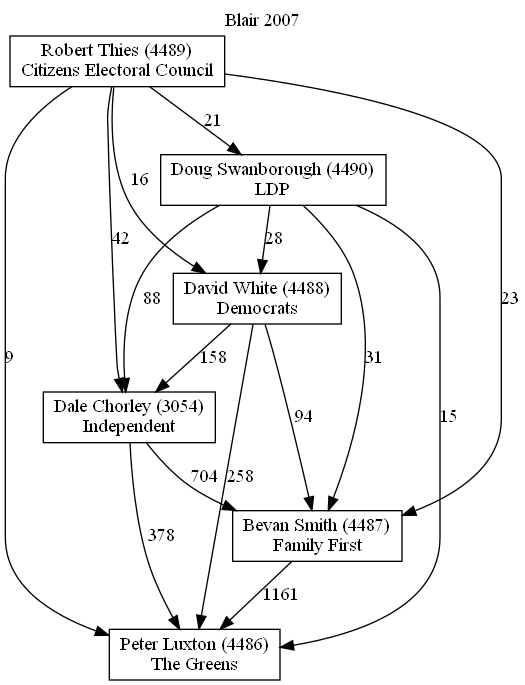 Blair 2007
Robert Thies (4489)
Citizens Electoral Council
21
Doug Swanborough (4490)
LDP
16
42
28
88
23
David White (4488)
Democrats
9
158
31
Dale Chorley (3054)
Independent
94
15
704
258
378
Bevan Smith (4487)
Family First
1161
Peter Luxton (4486)
The Greens